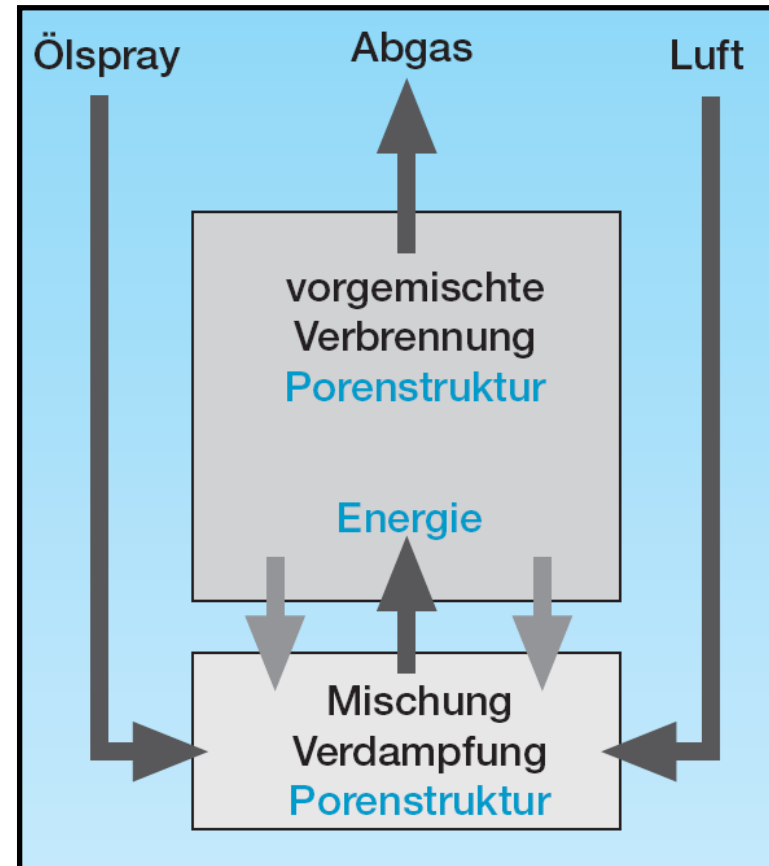 Ölspray
Abgas
Luft
vorgemischte
Verbrennung
Porenstruktur
Energie
Mischung
Verdampfung
Porenstruktur